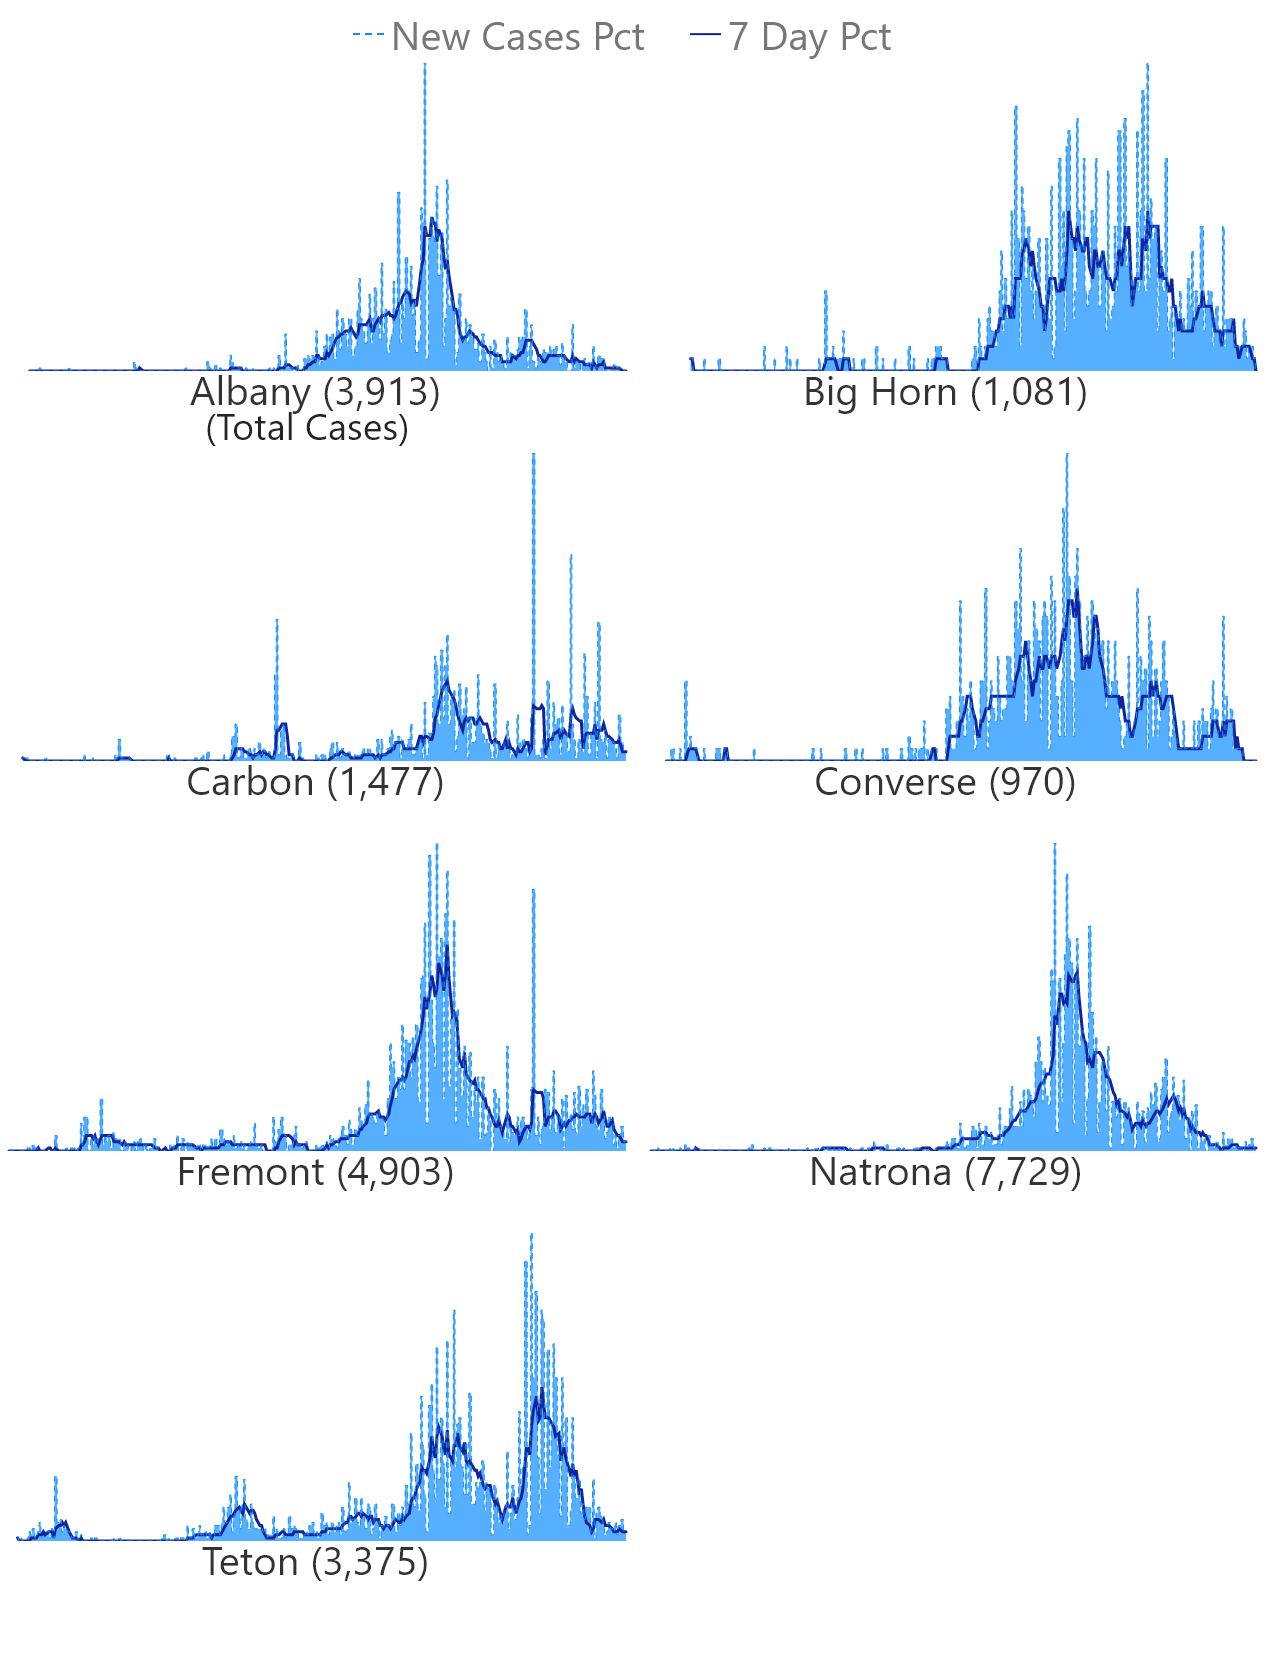 New Cases Pct 7 Day Pct
Albany (3,913) Big Horn (1,081)
(Total Cases)
Carbon (1,477) Converse (970)
Fremont (4,903) Natrona (7,729)
Teton (3,375)